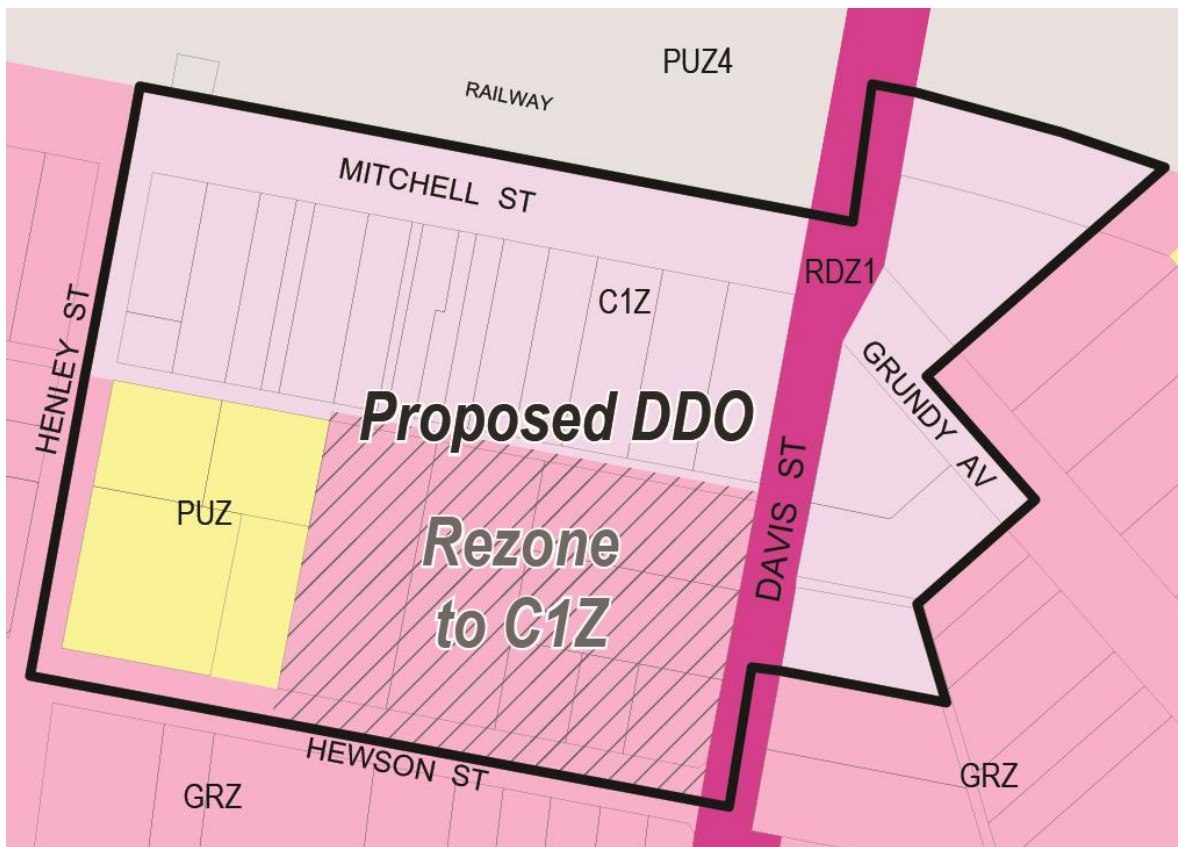 PUZ4
RAILWAY
MITCHELL ST
RDZ1
C1Z
HENLEY ST
GRUNDY AV
Proposed DDO
PUZ
Rezone
to C1Z
DAVIS ST
HEWSON ST
GRZ
GRZ